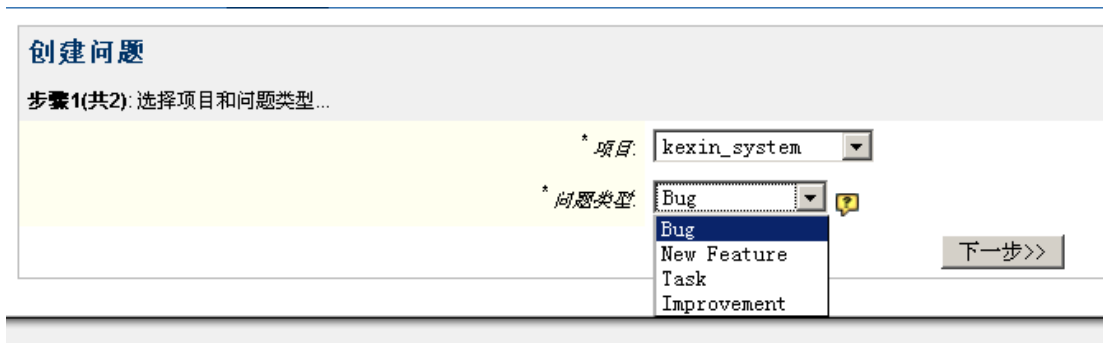 创建问题
步骤1(共2): 选择项目和问题类型...
* 项目: kexin_system
* 问题类型: Bug
Bug
New Feature
Task
Improvement
下一步>>